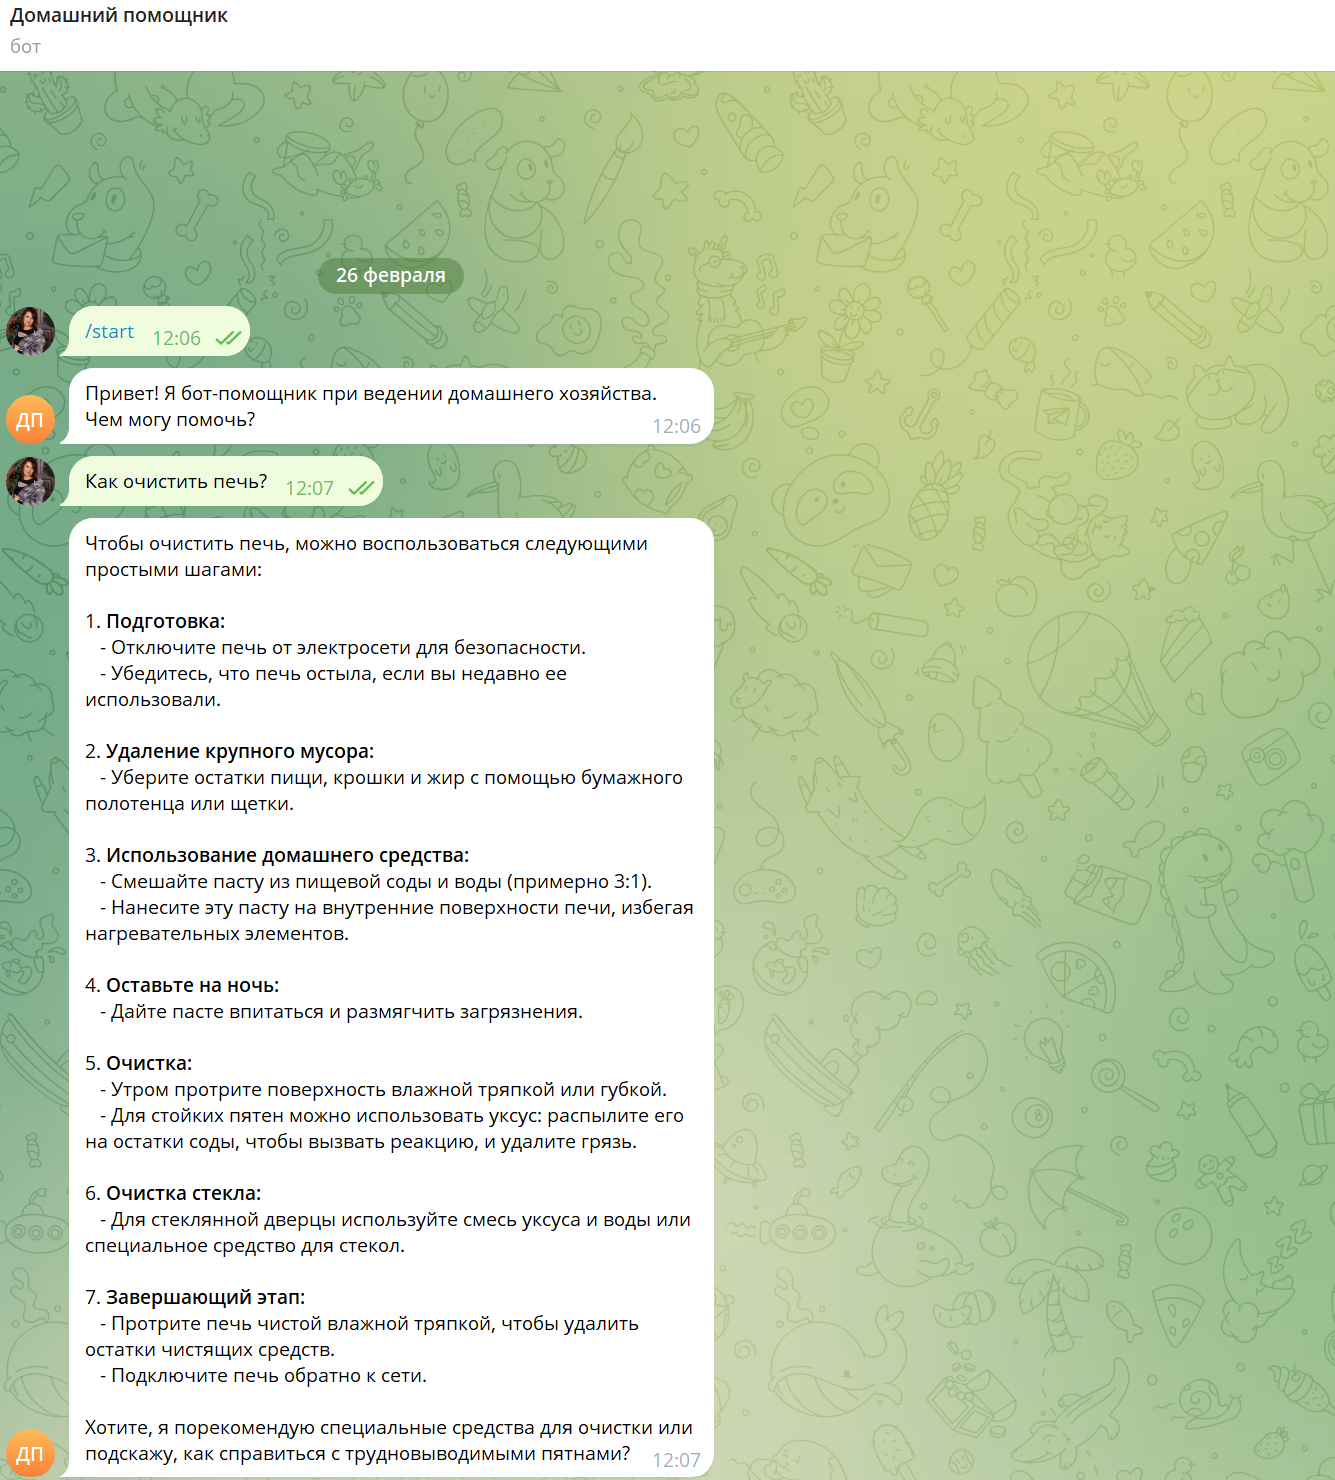 Домашний помощник
бот
26 февраля
/start 12:06
Привет! Я бот-помощник при ведении домашнего хозяйства.
Чем могу помочь? 12:06
ДП
Как очистить печь? 12:07
Чтобы очистить печь, можно воспользоваться следующими
простыми шагами:
1. Подготовка:
- Отключите печь от электросети для безопасности.
- Убедитесь, что печь остыла, если вы недавно ее
использовали.
2. Удаление крупного мусора:
- Уберите остатки пищи, крошки и жир с помощью бумажного
полотенца или щетки.
3. Использование домашнего средства:
- Смешайте пасту из пищевой соды и воды (примерно 3:1).
- Нанесите эту пасту на внутренние поверхности печи, избегая
нагревательных элементов.
4. Оставьте на ночь:
- Дайте пасте впитаться и размягчить загрязнения.
5. Очистка:
- Утром протрите поверхность влажной тряпкой или губкой.
- Для стойких пятен можно использовать уксус: распылите его
на остатки соды, чтобы вызвать реакцию, и удалите грязь.
6. Очистка стекла:
- Для стеклянной дверцы используйте смесь уксуса и воды или
специальное средство для стекол.
7. Завершающий этап:
- Протрите печь чистой влажной тряпкой, чтобы удалить
остатки чистящих средств.
- Подключите печь обратно к сети.
Хотите, я порекомендую специальные средства для очистки или
подскажу, как справиться с трудновыводимыми пятнами? 12:07
ДП